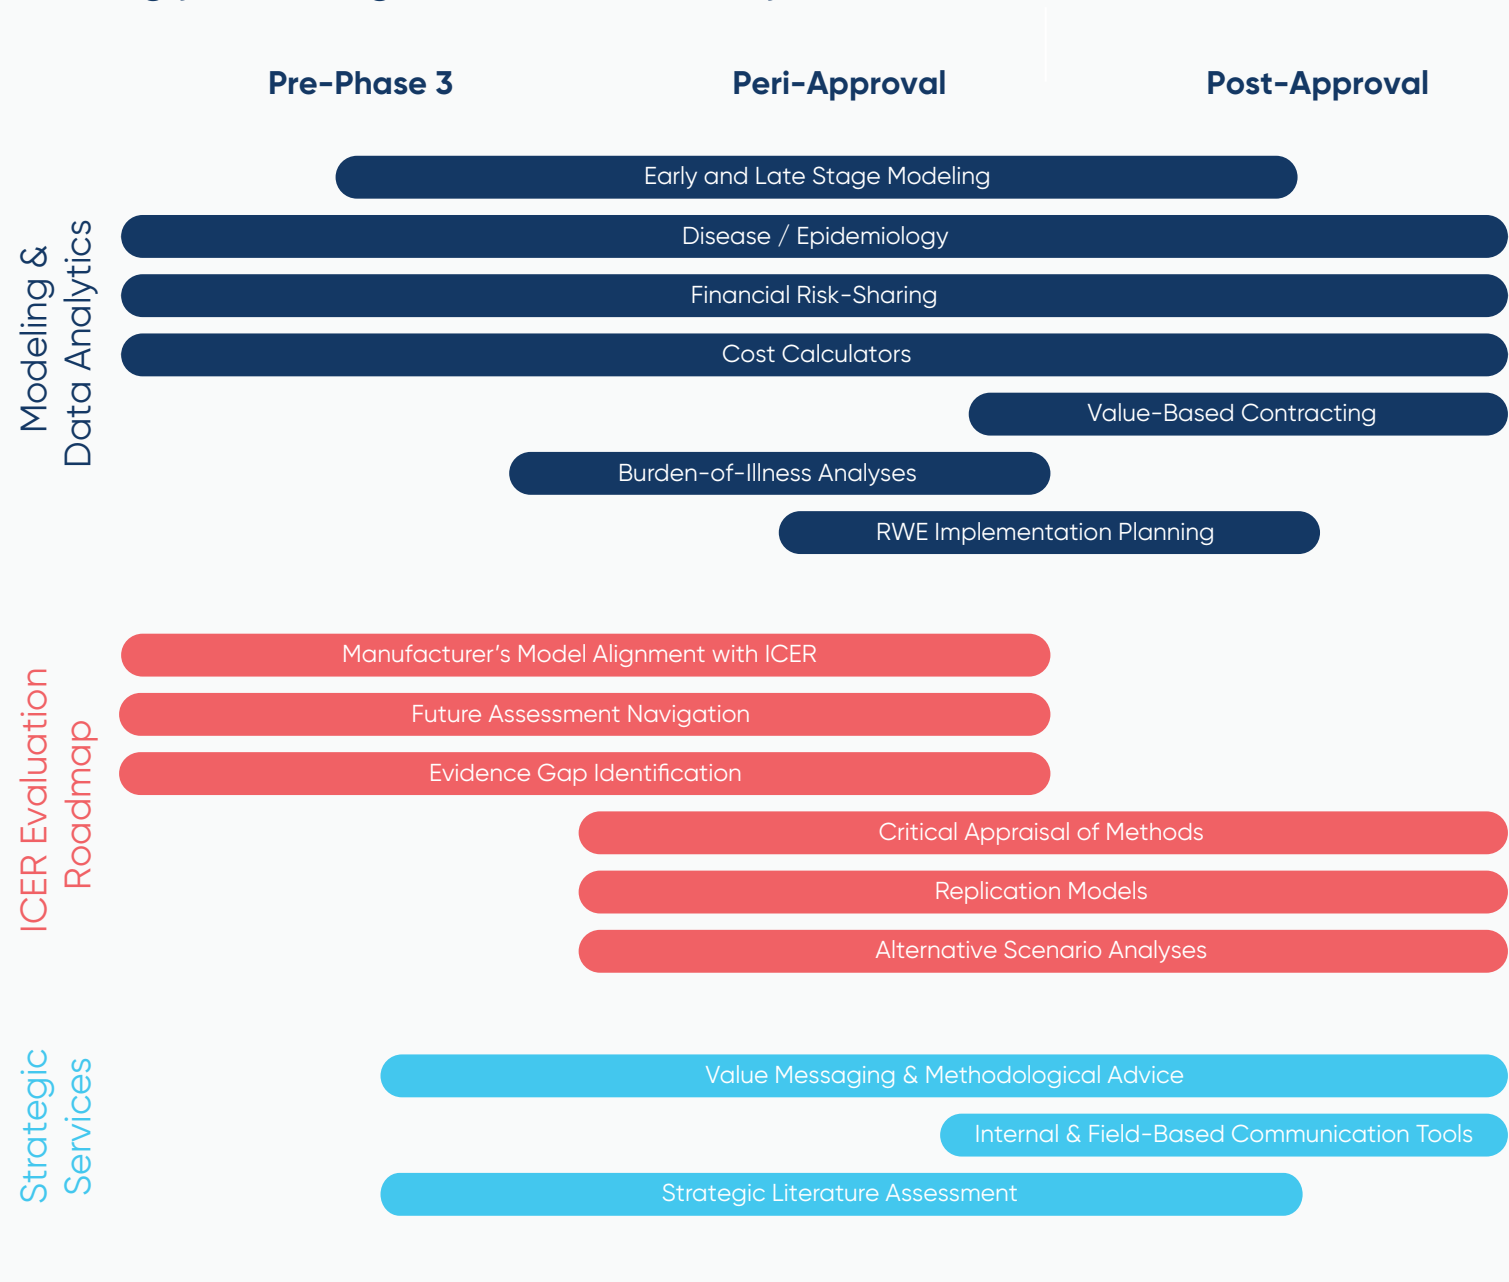 Pre-Phase 3
Peri-Approval
Post-Approval
Modeling &
Data Analytics
Early and Late Stage Modeling
Disease / Epidemiology
Financial Risk-Sharing
Cost Calculators
Value-Based Contracting
Burden-of-Illness Analyses
RWE Implementation Planning
ICER Evaluation
Roadmap
Manufacturer’s Model Alignment with ICER
Future Assessment Navigation
Evidence Gap Identification
Critical Appraisal of Methods
Replication Models
Alternative Scenario Analyses
Strategic
Services
Value Messaging & Methodological Advice
Internal & Field-Based Communication Tools
Strategic Literature Assessment